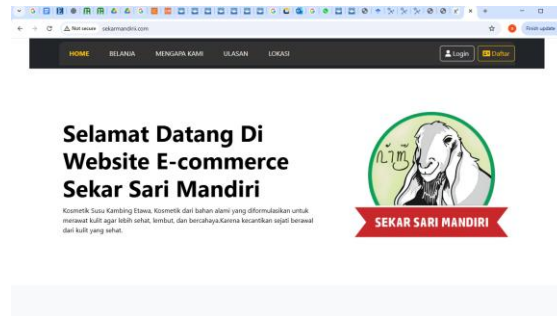 Not secure sekarmandiri.com
Finish update
HOME BELANJA MENGAPA KAMI ULASAN LOKASI Login Daftar
Selamat Datang Di
Website E-commerce
Sekar Sari Mandiri
Kosmetik Susu Kambing Etawa, Kosmetik dari bahan alami yang diformulasikan untuk
merawat kulit agar lebih sehat, lembut, dan bercahaya.Karena kecantikan sejati berawal
dari kulit yang sehat.
SEKAR SARI MANDIRI